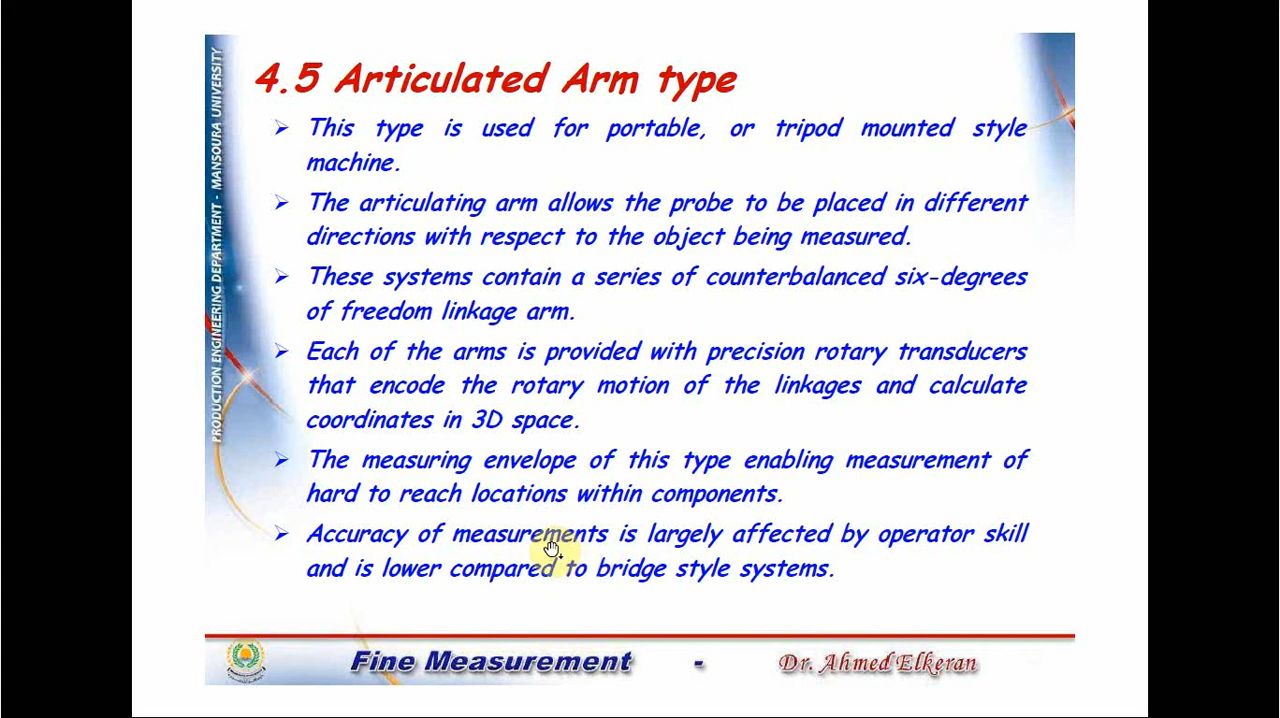 4.5 Articulated Arm type
This type is used for portable, or tripod mounted style
machine.
The articulating arm allows the probe to be placed in different
directions with respect to the object being measured.
These systems contain a series of counterbalanced six-degrees
of freedom linkage arm.
Each of the arms is provided with precision rotary transducers
that encode the rotary motion of the linkages and calculate
coordinates in 3D space.
The measuring envelope of this type enabling measurement of
hard to reach locations within components.
Accuracy of measurements is largely affected by operator skill
and is lower compared to bridge style systems.
PRODUCTION ENGINEERING DEPARTMENT - MANSOURA UNIVERSITY
Fine Measurement - Dr. Ahmed Elkeran